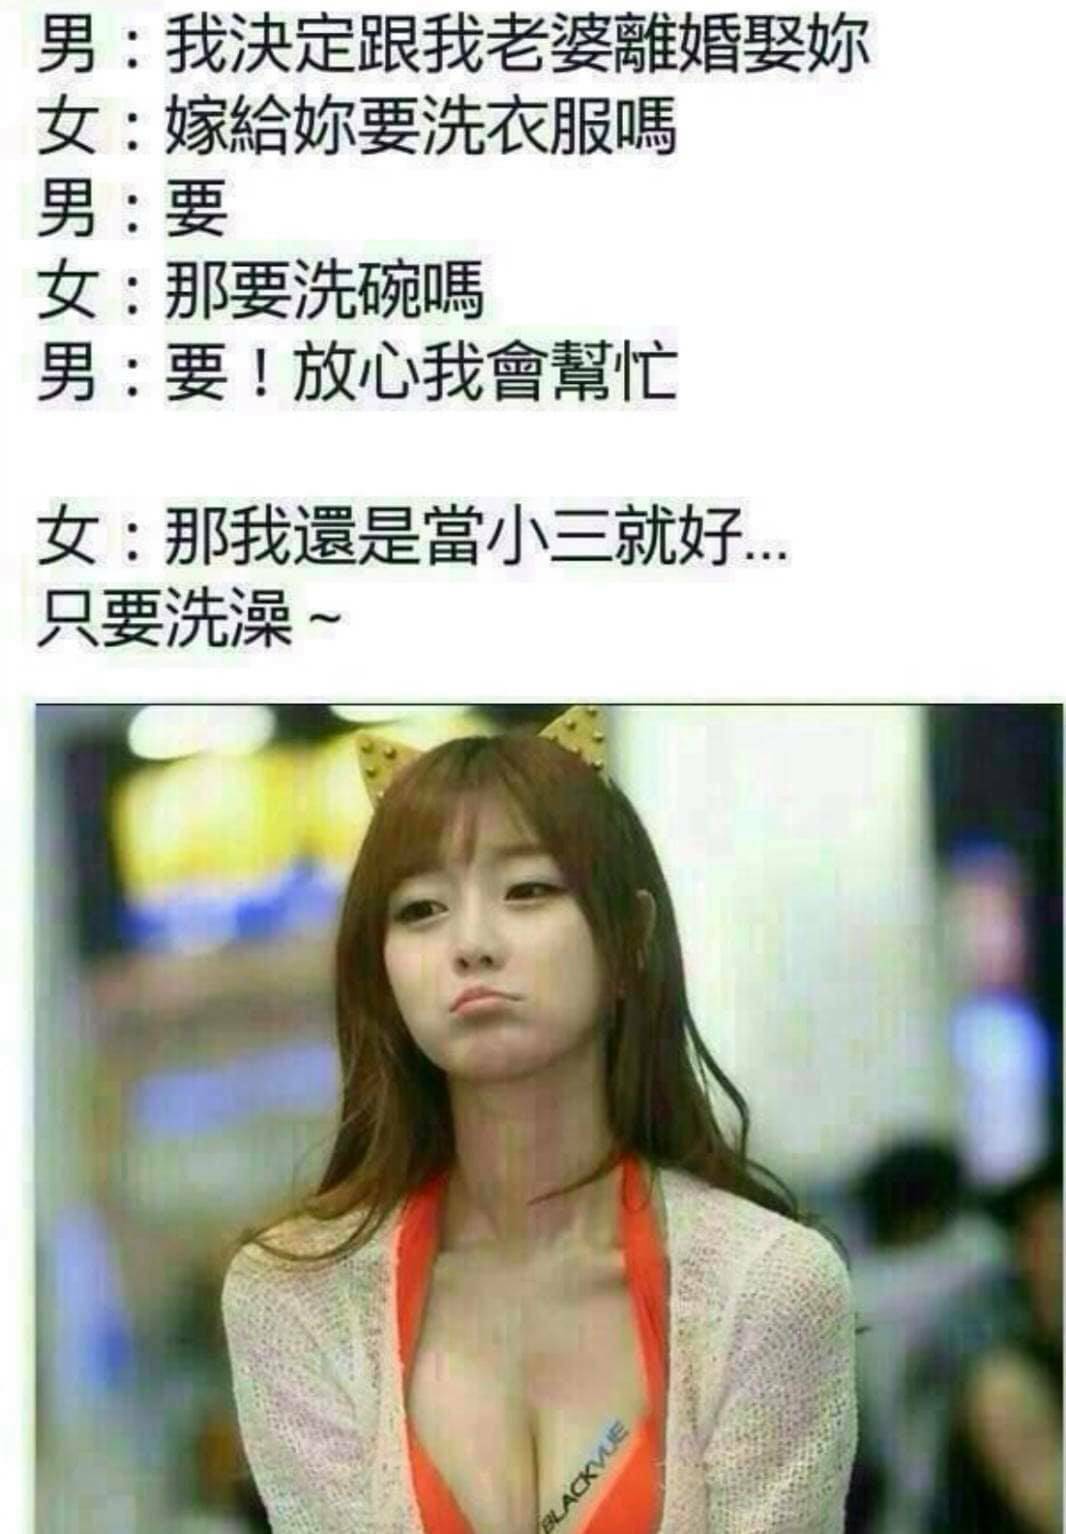 男：我決定跟我老婆離婚娶妳
女：嫁給妳要洗衣服嗎
男：要
女：那要洗碗嗎
男：要！放心我會幫忙
女：那我還是當小三就好...
只要洗澡～
BLACKVUE